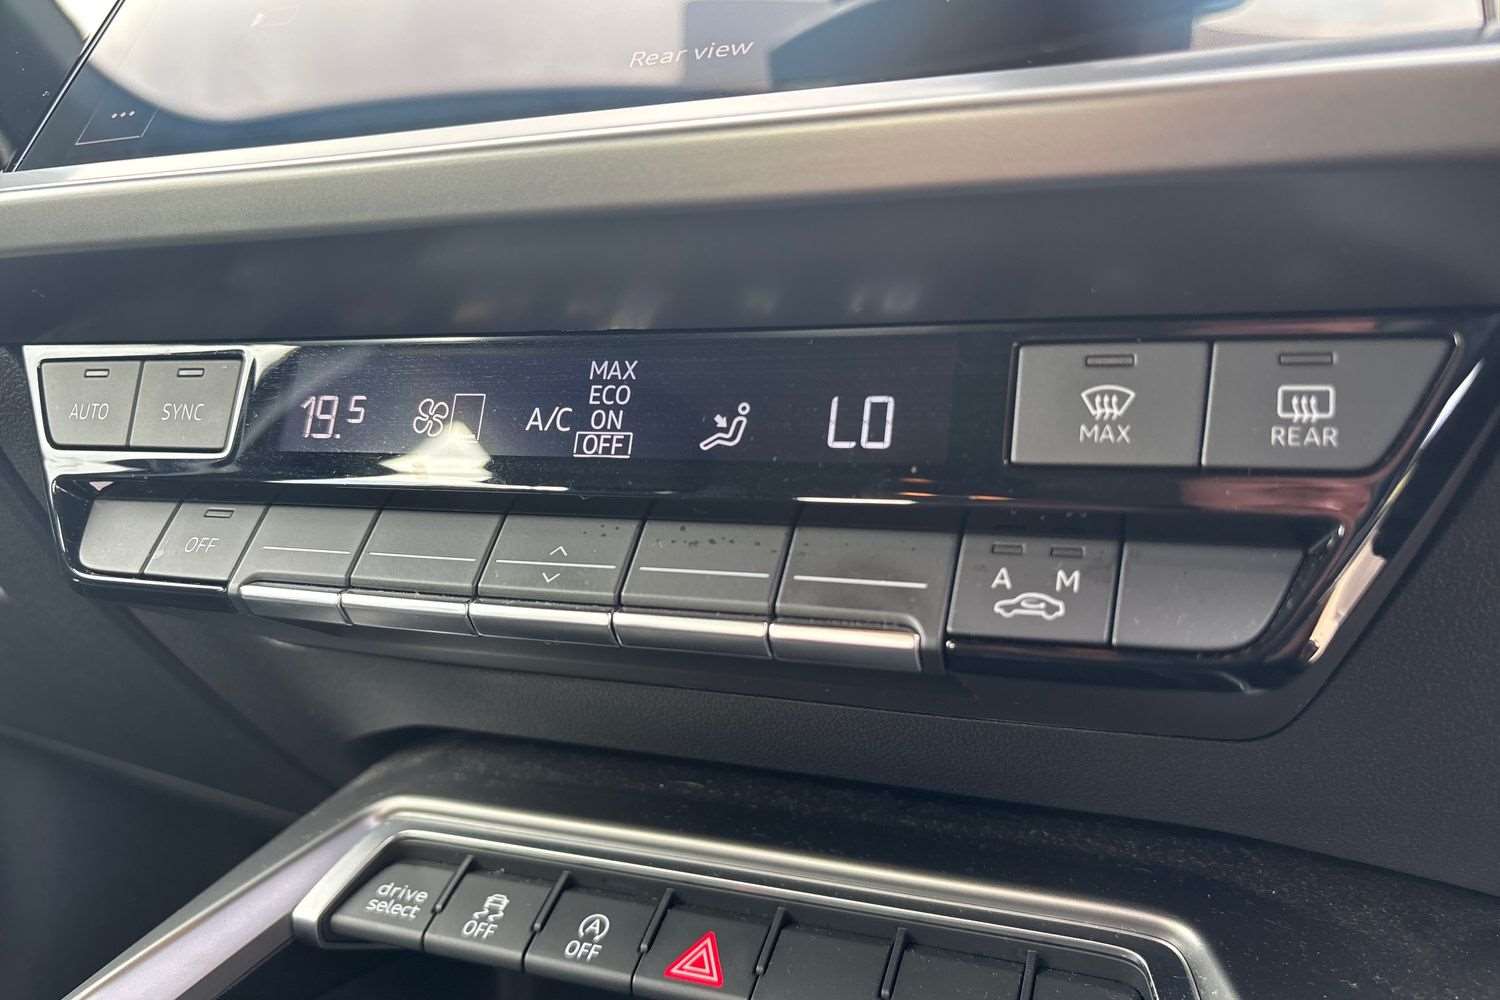 Rear view
...
AUTO
SYNC
19.5
A/C
MAX
ECO
ON
OFF
LO
MAX
REAR
OFF
A M
drive
select
OFF
A
OFF